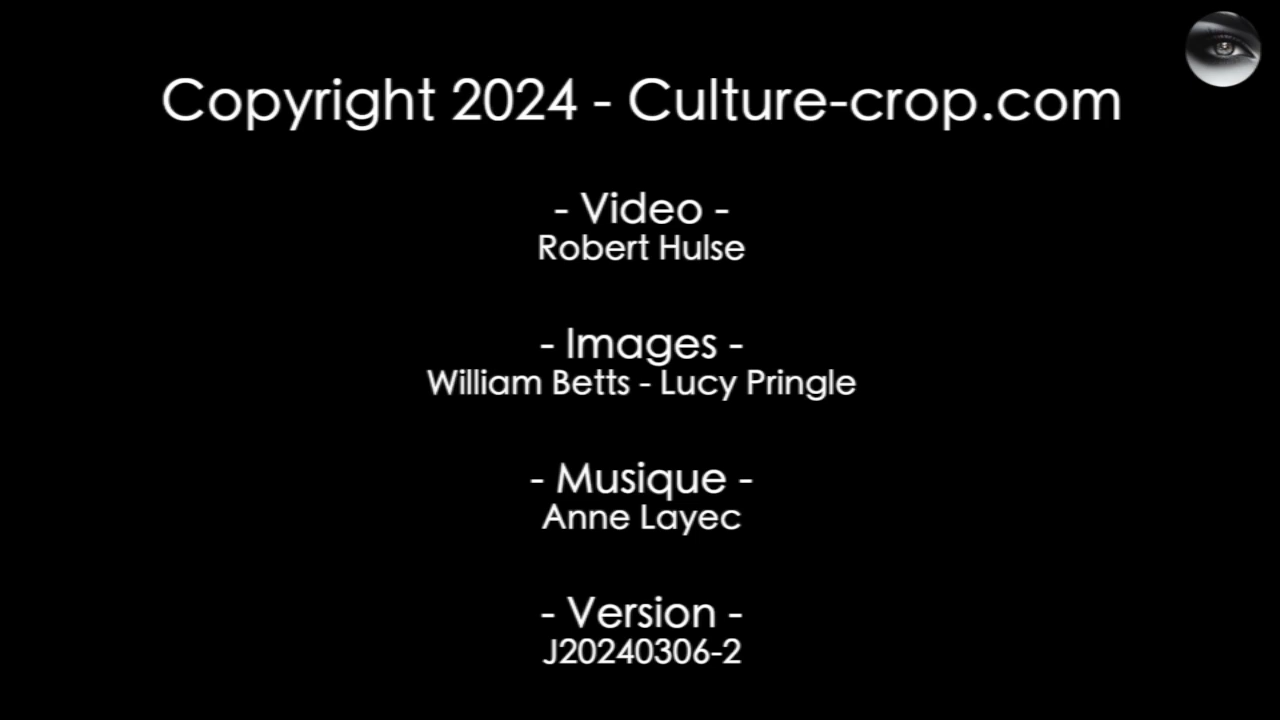 Copyright 2024 - Culture-crop.com
- Video -
Robert Hulse
- Images -
William Betts - Lucy Pringle
- Musique -
Anne Layec
- Version -
J20240306-2